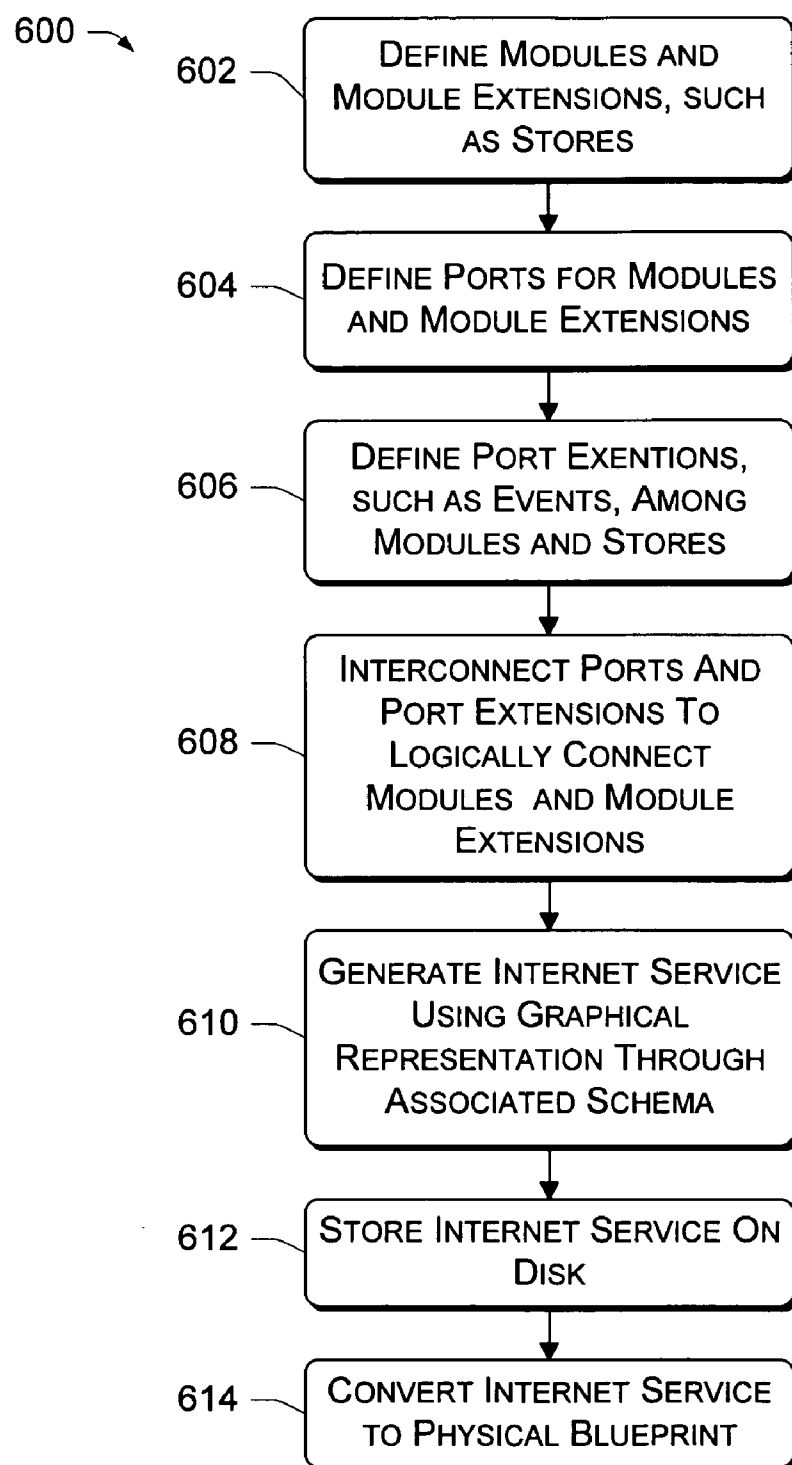 600
602
DEFINE MODULES AND
MODULE EXTENSIONS, SUCH
AS STORES
604
DEFINE PORTS FOR MODULES
AND MODULE EXTENSIONS
606
DEFINE PORT EXENTIONS,
SUCH AS EVENTS, AMONG
MODULES AND STORES
608
INTERCONNECT PORTS AND
PORT EXTENSIONS TO
LOGICALLY CONNECT
MODULES AND MODULE
EXTENSIONS
610
GENERATE INTERNET SERVICE
USING GRAPHICAL
REPRESENTATION THROUGH
ASSOCIATED SCHEMA
612
STORE INTERNET SERVICE ON
DISK
614
CONVERT INTERNET SERVICE
TO PHYSICAL BLUEPRINT